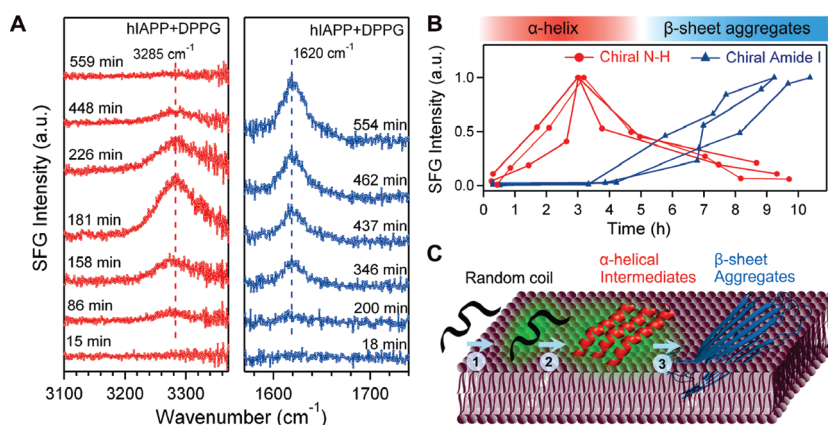 A
hIAPP+DPPG
3285 cm-1
559 min
448 min
226 min
181 min
158 min
86 min
15 min
3100
3200
3300
hIAPP+DPPG
1620 cm-1
554 min
462 min
437 min
346 min
200 min
18 min
1600
1700
SFG Intensity (a.u.)
Wavenumber (cm-1)
B
α-helix
β-sheet aggregates
Chiral N-H
Chiral Amide I
SFG Intensity (a.u.)
1.0
0.5
0.0
0 1 2 3 4 5 6 7 8 9 10
Time (h)
C
Random coil
α-helical
Intermediates
β-sheet
Aggregates
1
2
3